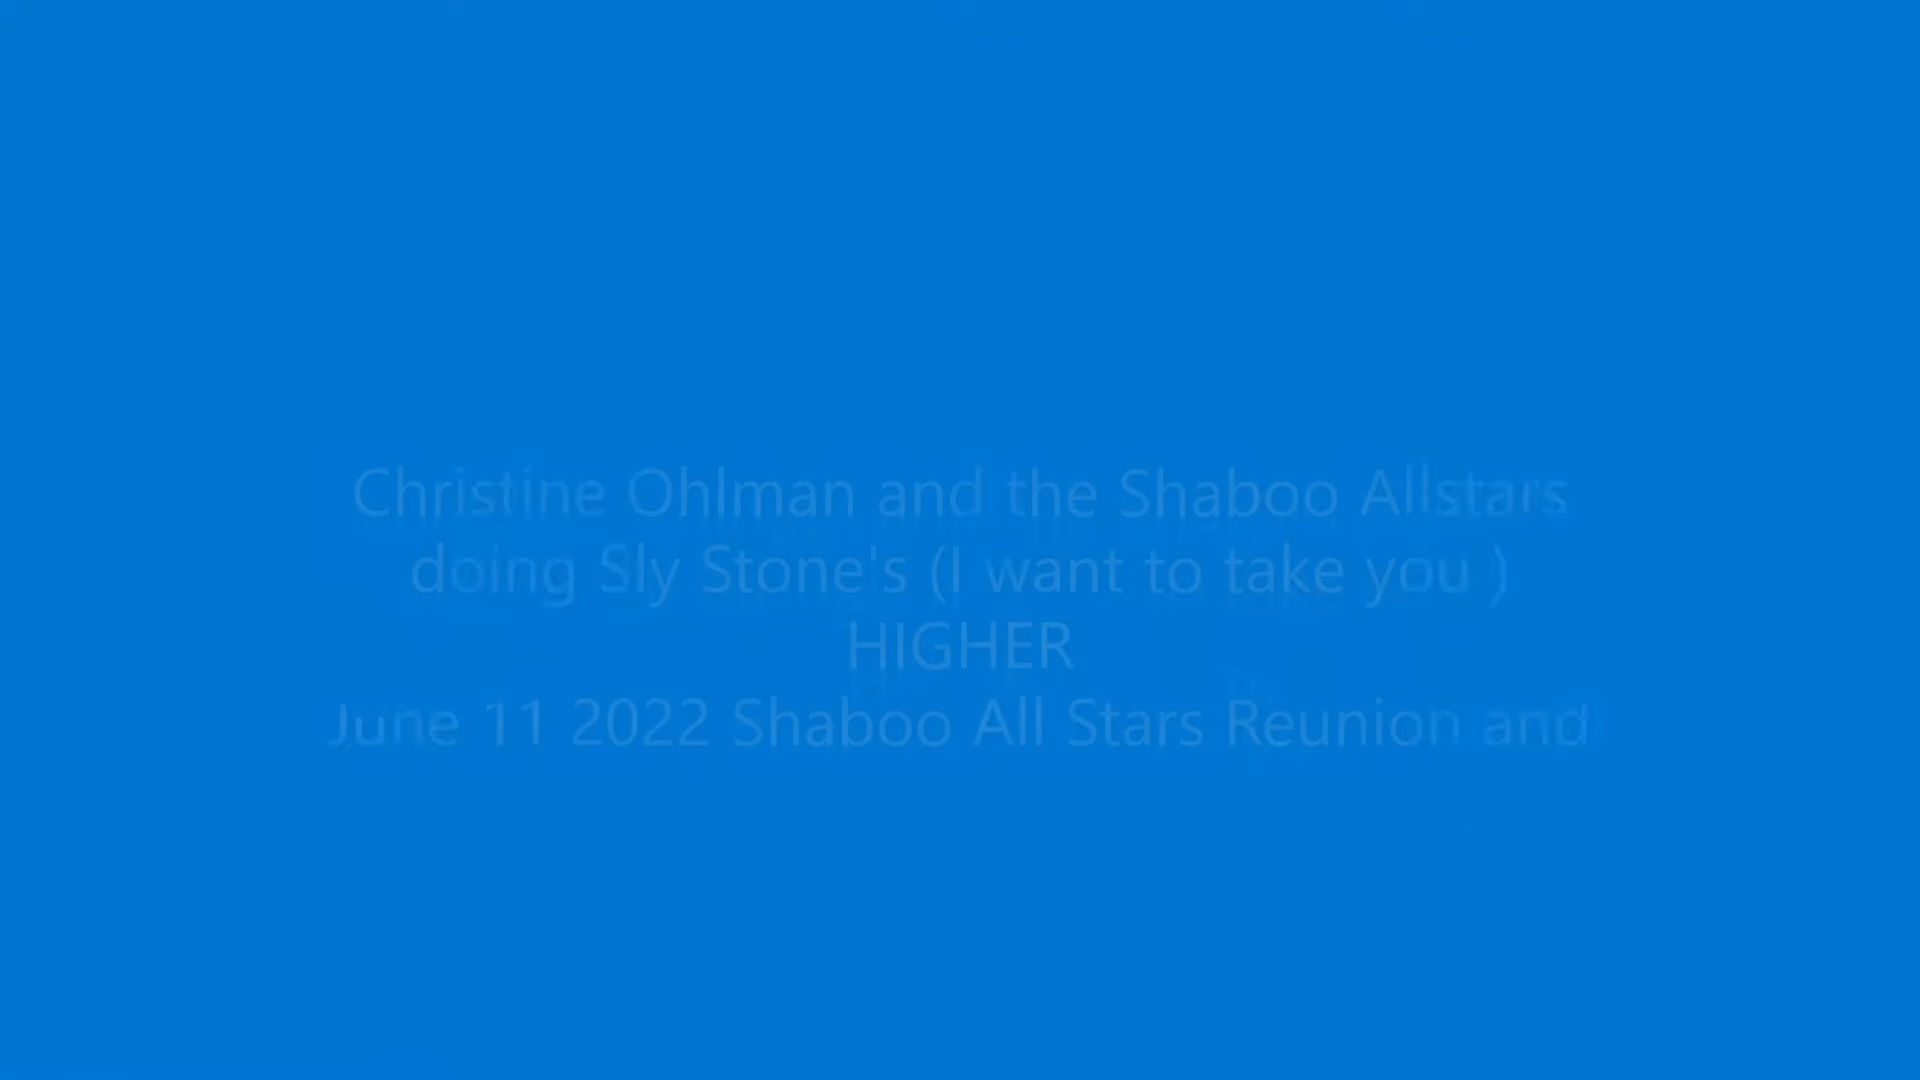 Christine Ohlman and the Shaboo Allstars
doing Sly Stone's (I want to take you )
HIGHER
June 11 2022 Shaboo All Stars Reunion and